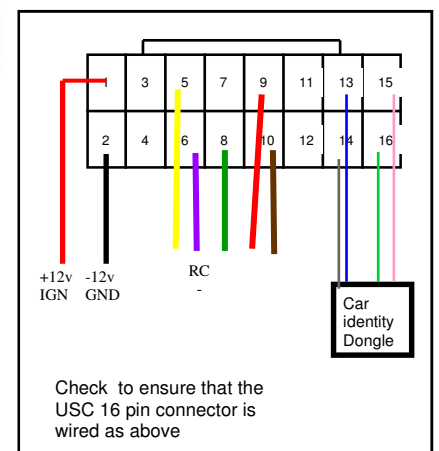 1 3 5 7 9 11 13 15
2 4 6 8 10 12 14 16
+12v -12v RC
IGN GND -
Car
identity
Dongle
Check to ensure that the
USC 16 pin connector is
wired as above